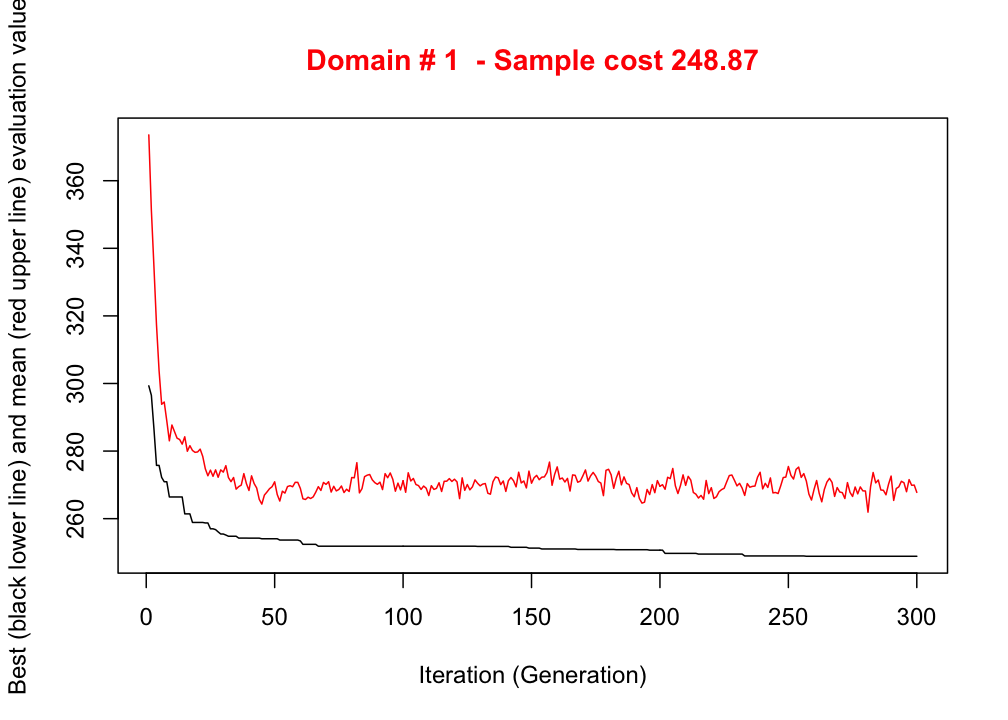 Domain # 1  - Sample cost 248.87
Best (black lower line) and mean (red upper line) evaluation value
360
340
320
300
280
260
0 50 100 150 200 250 300
Iteration (Generation)